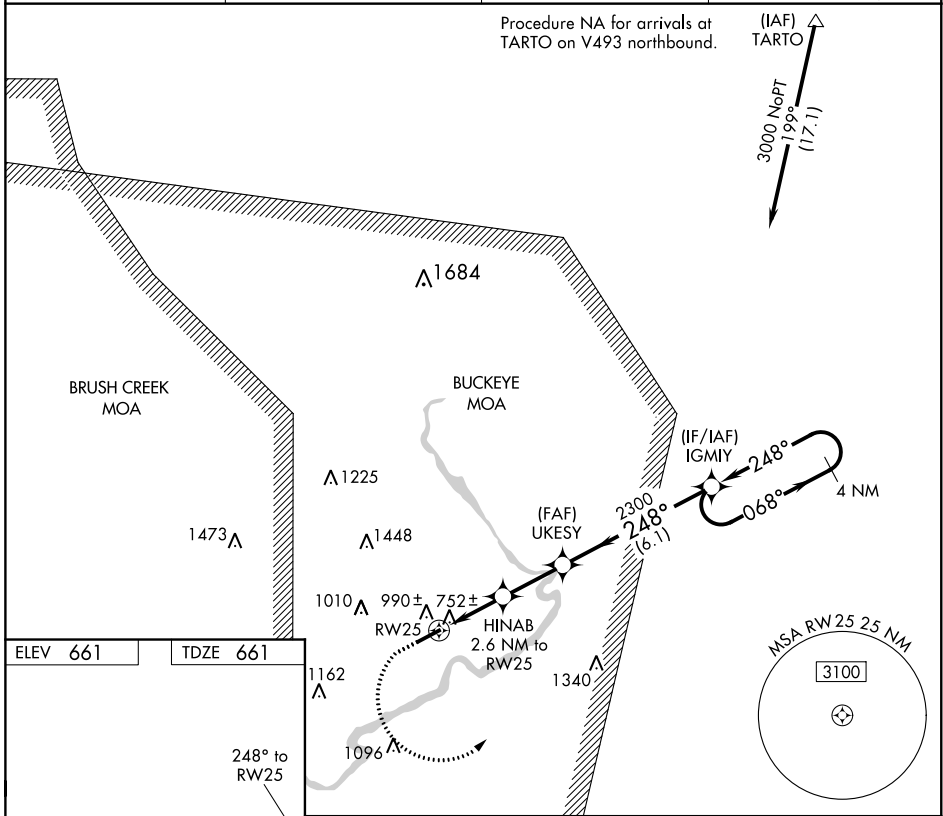 Procedure NA for arrivals at
TARTO on V493 northbound.
(IAF)
TARTO
3000 NoPT
199°
(17.1)
1684
BRUSH CREEK
MOA
BUCKEYE
MOA
(IF/IAF)
IGMIY
248°
068°
4 NM
1225
2300
248°
(6.1)
(FAF)
UKESY
1473
1448
1010
990±
752±
RW25
HINAB
2.6 NM to
RW25
MSA RW25 25 NM
3100
ELEV 661
TDZE 661
1162
1340
1096
248° to
RW25